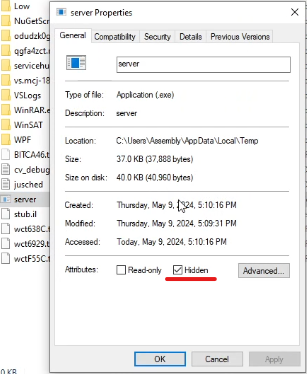 Low
NuGetScr
odudzk0g
qgfa4zct.
servicehu
vs.mcj-18
VSLogs
WinRAR.e
WinSAT
WPF
BITCA46.t
cv_debug
jusched
server
stub.il
wct638C.t
wct6929.t
wctF55C.t
server Properties
General Compatibility Security Details Previous Versions
server
Type of file: Application (.exe)
Description: server
Location: C:\Users\Assembly\AppData\Local\Temp
Size: 37.0 KB (37,888 bytes)
Size on disk: 40.0 KB (40,960 bytes)
Created: Thursday, May 9, 2024, 5:10:16 PM
Modified: Thursday, May 9, 2024, 5:09:31 PM
Accessed: Today, May 9, 2024, 5:10:16 PM
Attributes: Read-only Hidden Advanced...
OK Cancel Apply